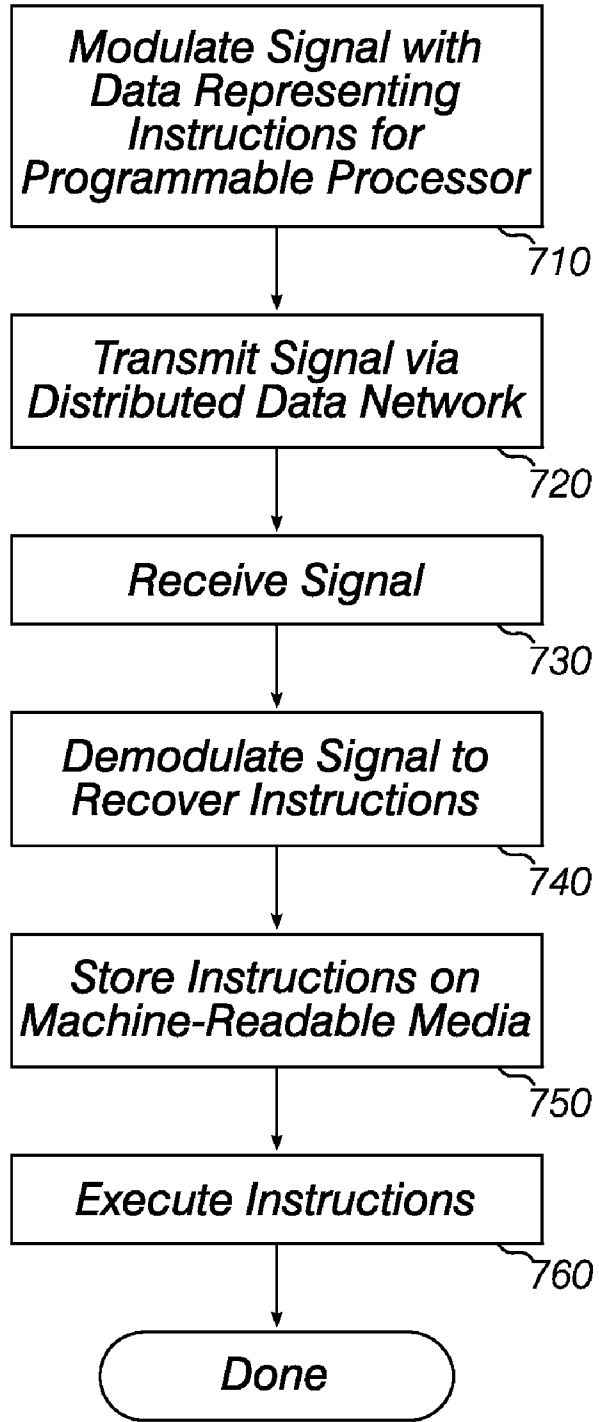 Modulate Signal with
Data Representing
Instructions for
Programmable Processor
710
Transmit Signal via
Distributed Data Network
720
Receive Signal
730
Demodulate Signal to
Recover Instructions
740
Store Instructions on
Machine-Readable Media
750
Execute Instructions
760
Done